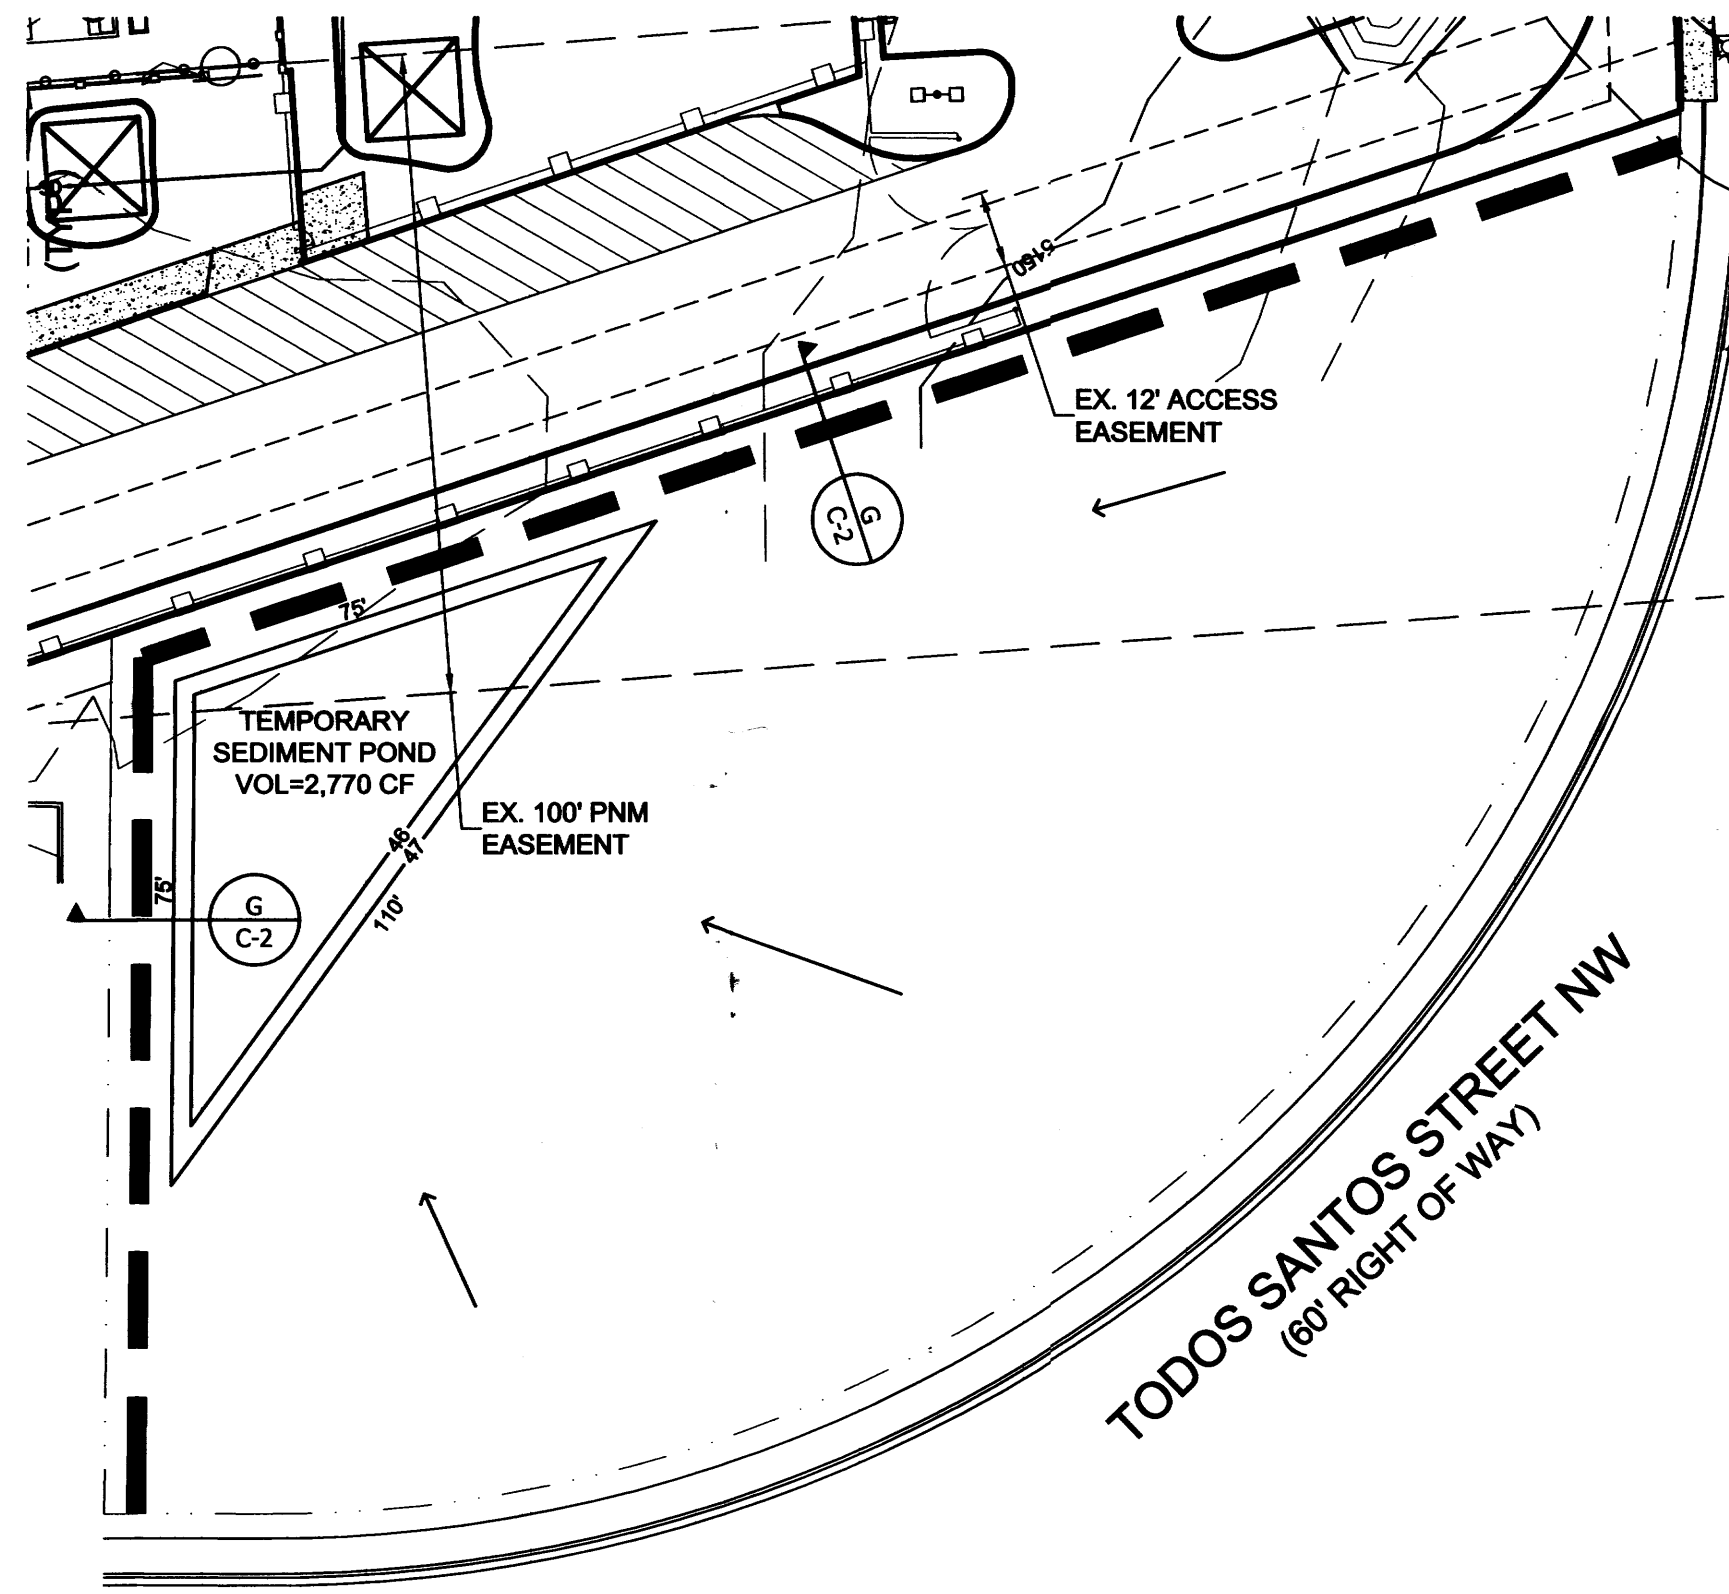 5150
EX. 12' ACCESS
EASEMENT
G
C-2
75'
TEMPORARY
SEDIMENT POND
VOL=2,770 CF
EX. 100' PNM
EASEMENT
46
47
75'
110'
G
C-2
TODOS SANTOS STREET NW
(60' RIGHT OF WAY)